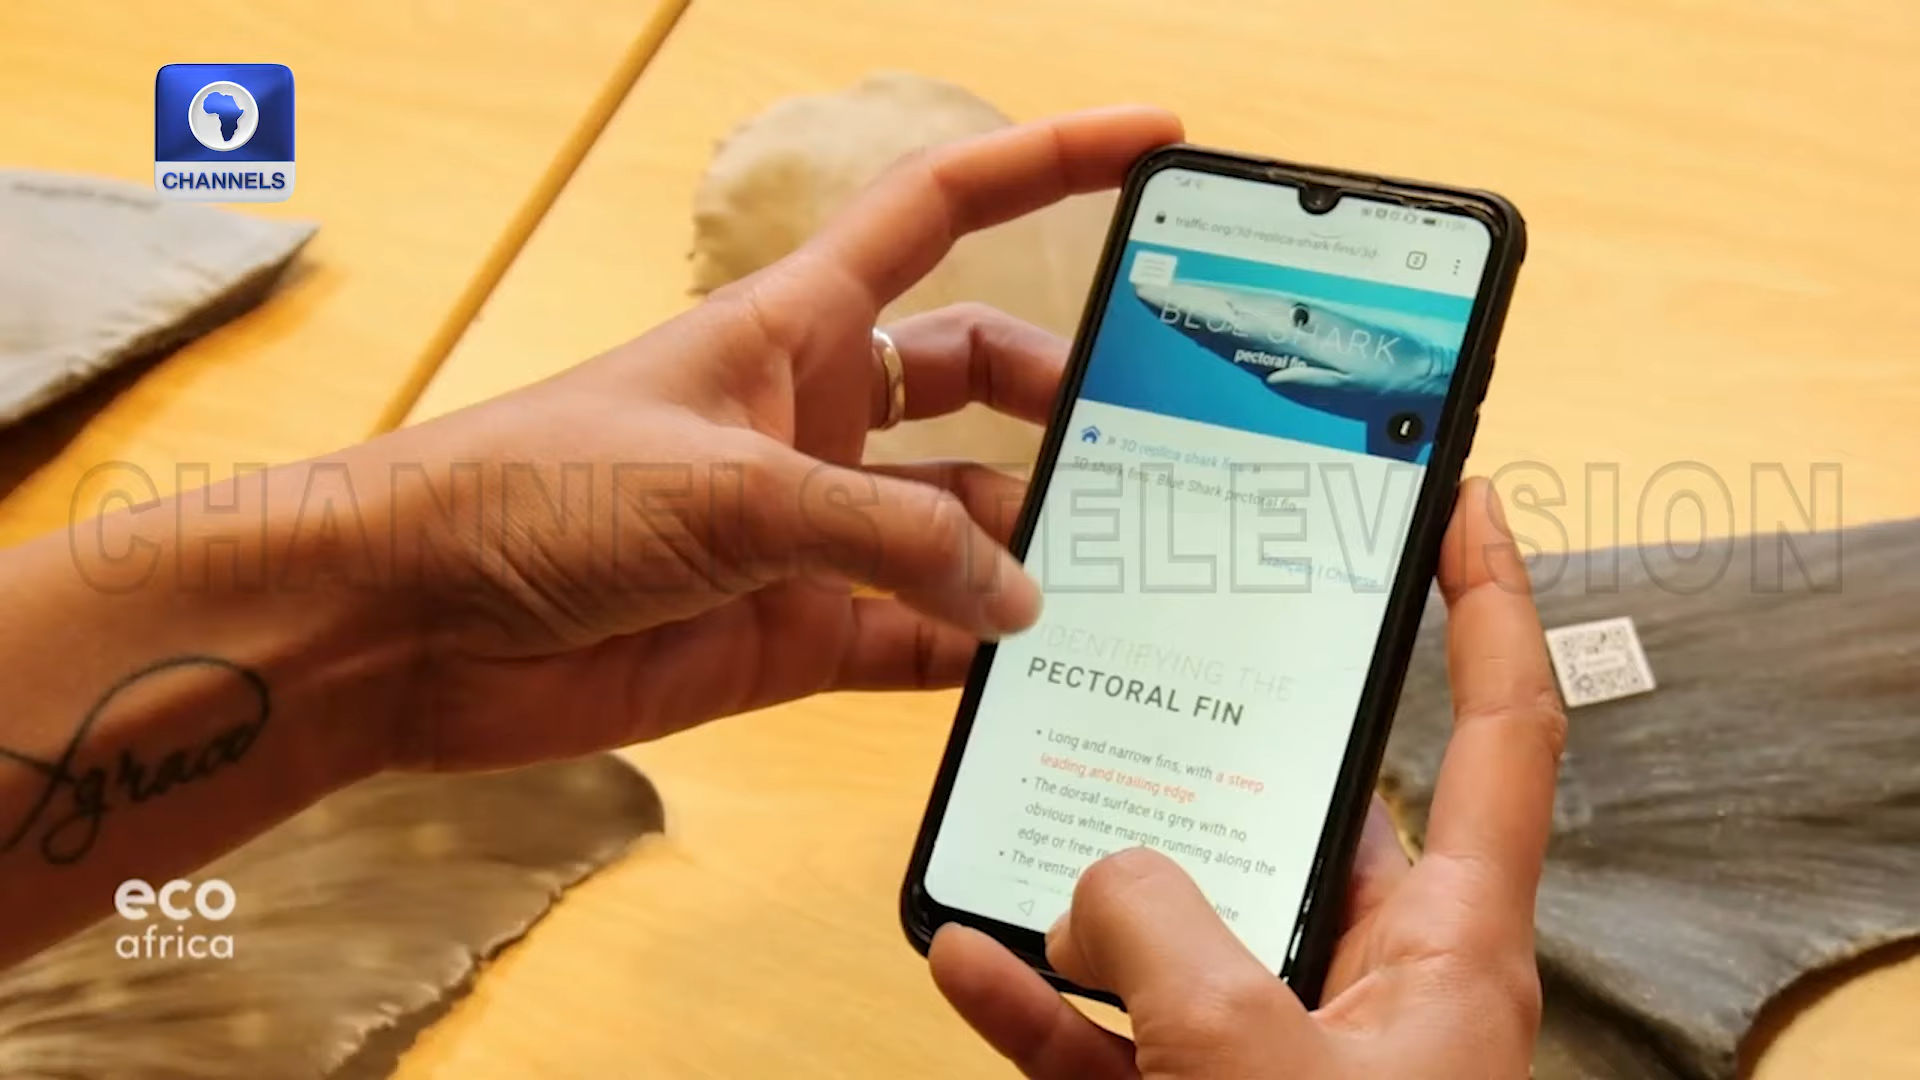 CHANNELS
traffic.org/3d-replica-shark-fins/3d-
2
BLUE SHARK
pectoral fin
» 3D replica shark fins »
3D shark fins: Blue Shark pectoral fin
CHANNELS TELEVISION
Français | Chinese
IDENTIFYING THE
PECTORAL FIN
• Long and narrow fins, with a steep
leading and trailing edge.
• The dorsal surface is grey with no
obvious white margin running along the
edge or free
• The ventral
grace
eco
africa